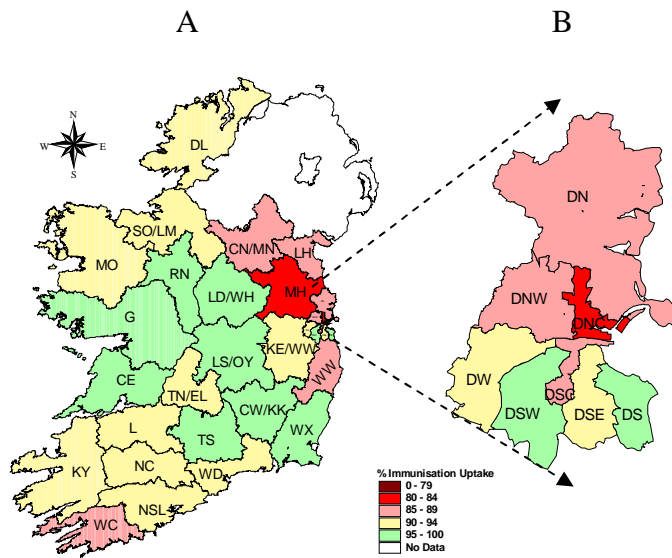 A
B
N
W E
S
DL
SO/LM
MO
CN/MN
LH
RN
LD/WH
MH
G
LS/OY
KE/WW
WW
CE
TN/EL
CW/KK
L
TS
WX
KY
NC
WD
NSL
WC
DN
DNW
DNC
DW
DSC
DSW
DSE
DS
% Immunisation Uptake
0 - 79
80 - 84
85 - 89
90 - 94
95 - 100
No Data